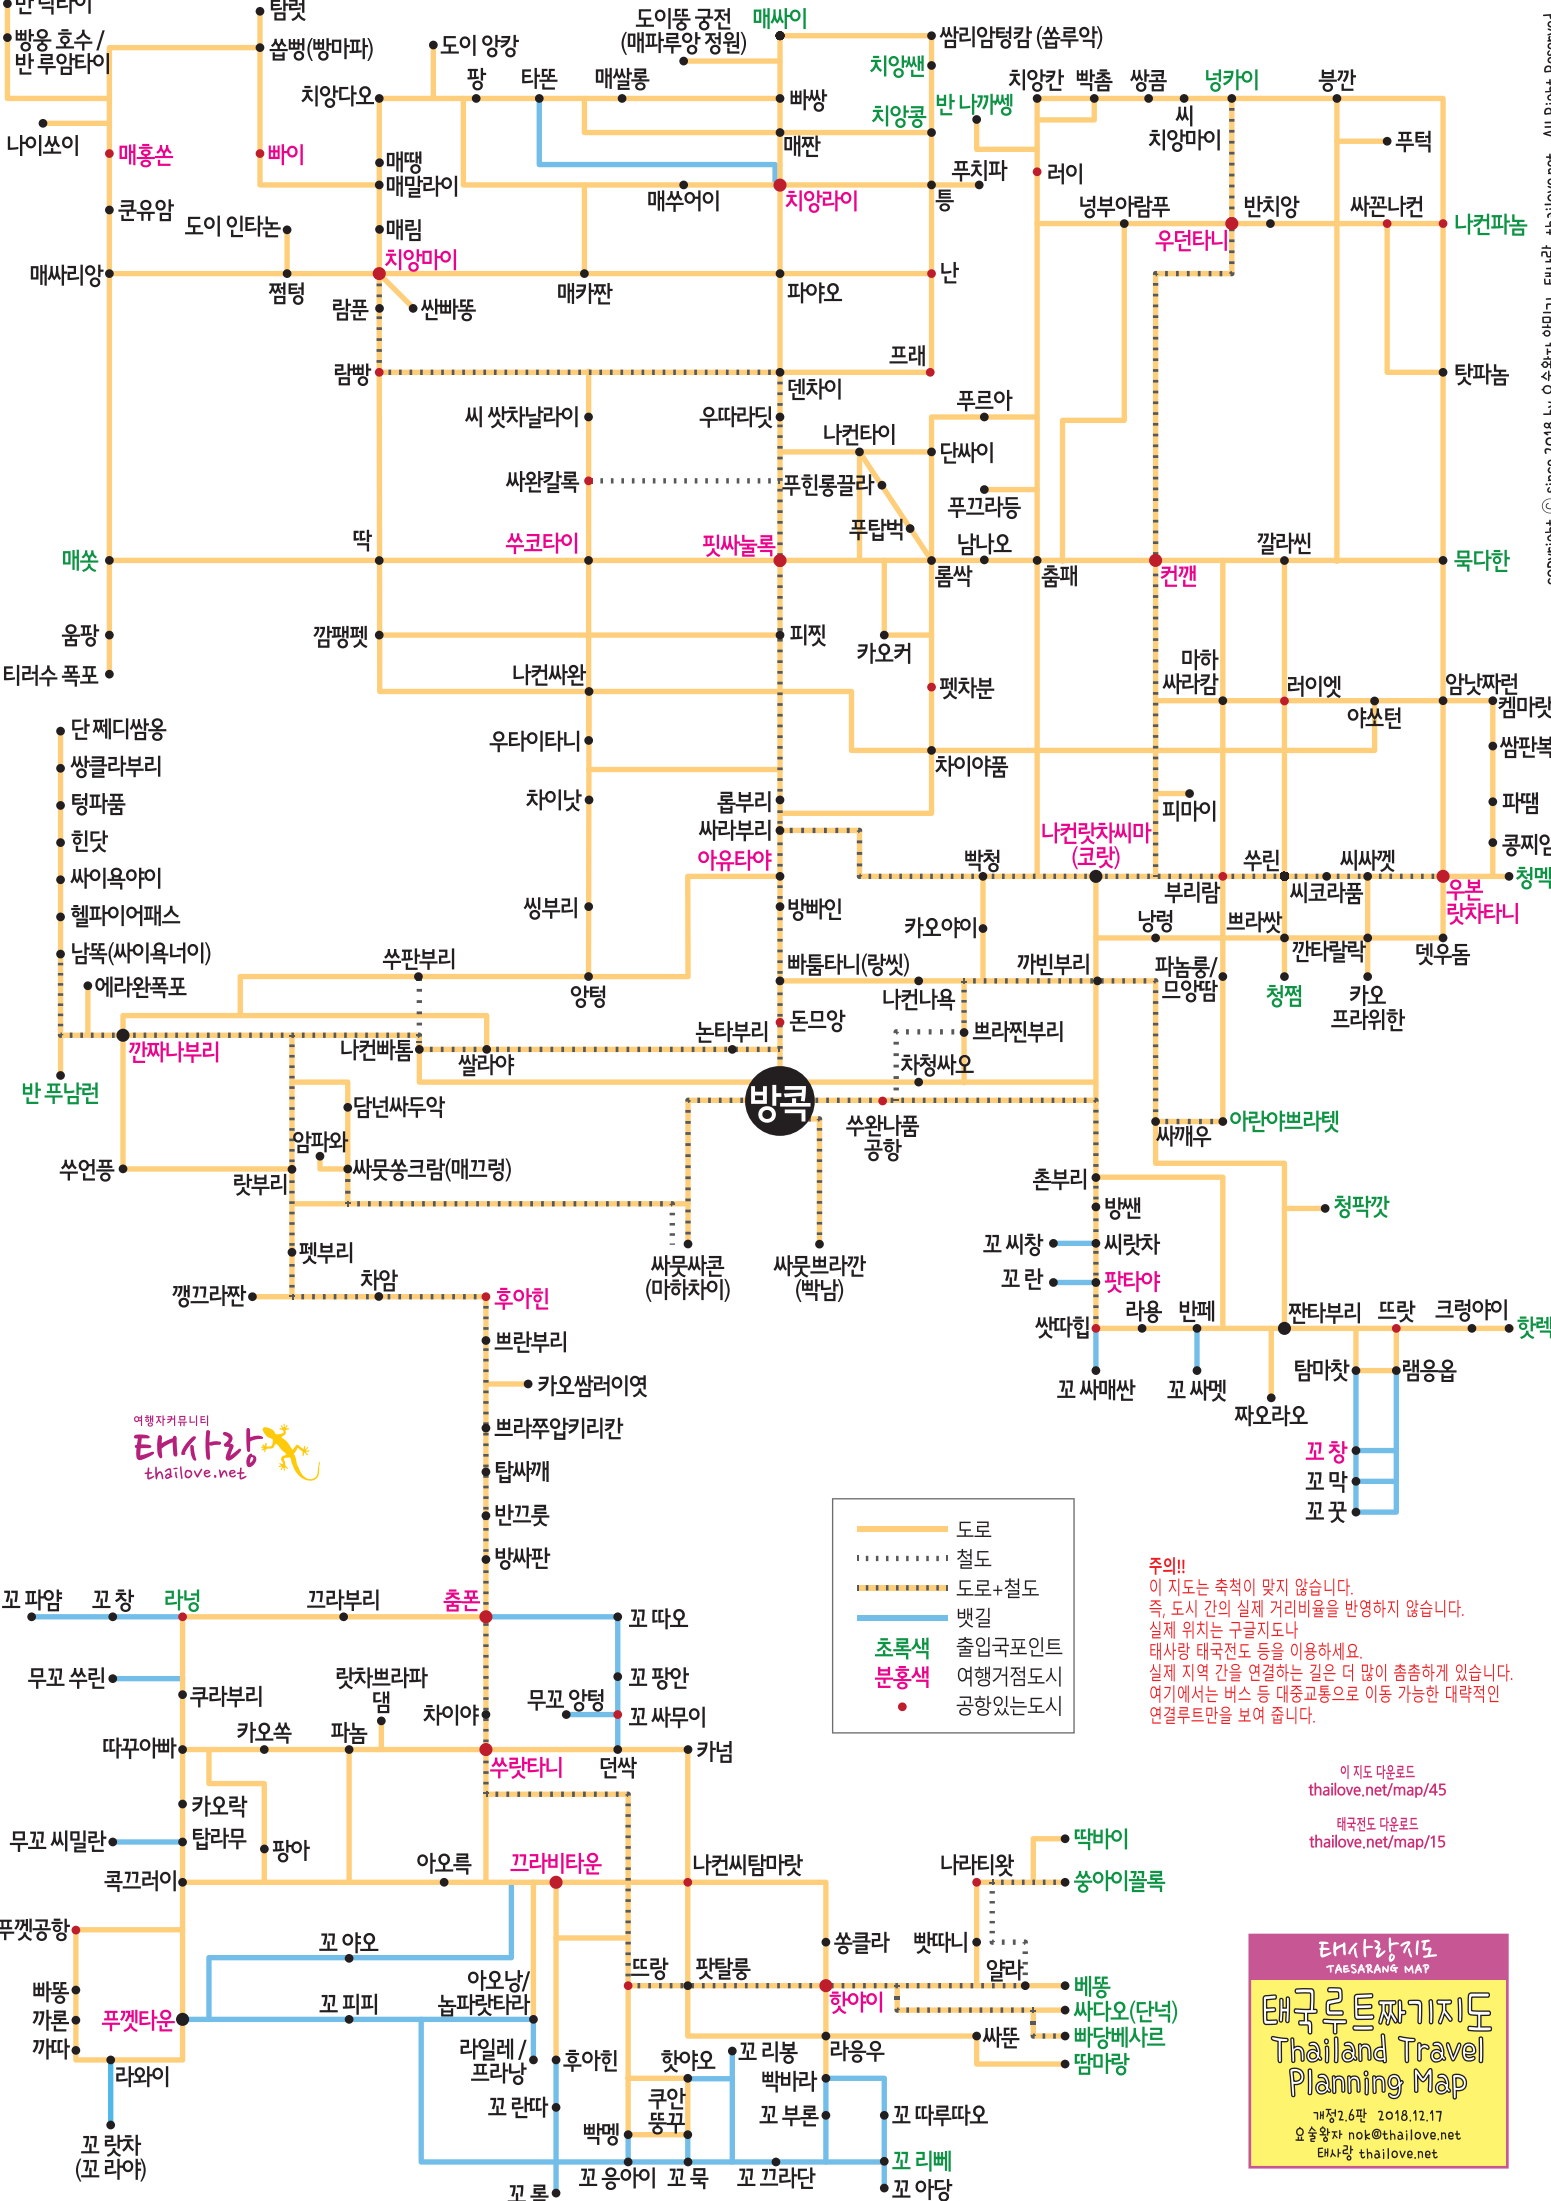 반 락타이
탐럿
도이뚱 궁전
(매파루앙 정원)
매싸이
쌈리암텅캄 (쏩루악)
빵웅 호수 /
반 루암타이
쏩뻥(빵마파)
도이 앙캉
치앙쌘
치앙다오
팡
타똔
매쌀롱
빠쌍
치앙콩
반 나까쌩
치앙칸
빡촘
쌍콤
넝카이
븡깐
씨
치앙마이
푸턱
나이쏘이
매홍쏜
빠이
매땡
매말라이
매짠
푸치파
러이
쿤유암
도이 인타논
매림
매쑤어이
치앙라이
틍
넝부아람푸
반치앙
싸꼰나컨
나컨파놈
우던타니
매싸리앙
쩜텅
치앙마이
매카짠
파야오
난
람푼
싼빠똥
람빵
덴차이
프래
탓파놈
씨 쌋차날라이
우따라딧
푸르아
나컨타이
단싸이
싸완칼록
푸힌롱끌라
푸끄라등
푸탑벅
매쏫
딱
쑤코타이
핏싸눌록
롬싹
남나오
춤패
컨깬
깔라씬
묵다한
움팡
깜팽펫
피찟
카오커
티러수 폭포
나컨싸완
펫차분
마하
싸라캄
러이엣
야쏘턴
암낫짜런
켐마랏
단 쩨디쌈옹
우타이타니
차이야품
쌈판복
쌍클라부리
텅파품
차이낫
롭부리
피마이
파땜
힌닷
싸라부리
나컨랏차씨마
(코랏)
콩찌암
싸이욕야이
아유타야
빡청
부리람
쑤린
씨코라품
씨싸껫
우본
랏차타니
청멕
헬파이어패스
씽부리
방빠인
카오야이
낭렁
쁘라쌋
깐타랄락
뎃우돔
남똑(싸이욕너이)
에라완폭포
쑤판부리
앙텅
빠툼타니(랑씻)
나컨나욕
까빈부리
파놈룽/
므앙땀
청쩜
카오
프라위한
깐짜나부리
나컨빠톰
쌀라야
논타부리
돈므앙
쁘라찐부리
차청싸오
반 푸남런
담넌싸두악
방콕
쑤완나품
공항
싸깨우
아란야쁘라텟
암파와
쑤언픙
랏부리
싸뭇쏭크람(매끄렁)
촌부리
방쌘
청팍깟
펫부리
싸뭇싸콘
(마하차이)
싸뭇쁘라깐
(빡남)
꼬 씨창
씨랏차
꼬 란
팟타야
깽끄라짠
차암
후아힌
싸따힙
라용
반페
짠타부리
뜨랏
크렁야이
핫렉
쁘란부리
꼬 싸매산
꼬 싸멧
탐마찻
램응옵
카오쌈러이엿
짜오라오
쁘라쭈압키리칸
꼬 창
탑싸깨
꼬 막
반끄룻
꼬 꿋
방싸판
여행자커뮤니티
태사랑
thailove.net
도로
철도
도로+철도
뱃길
초록색 출입국포인트
분홍색 여행거점도시
공항있는도시
주의!!
이 지도는 축척이 맞지 않습니다.
즉, 도시 간의 실제 거리비율을 반영하지 않습니다.
실제 위치는 구글지도나
태사랑 태국전도 등을 이용하세요.
실제 지역 간을 연결하는 길은 더 많이 촘촘하게 있습니다.
여기에서는 버스 등 대중교통으로 이동 가능한 대략적인
연결루트만을 보여 줍니다.
꼬 파얌
꼬 창
라넝
끄라부리
춤폰
꼬 따오
무꼬 쑤린
쿠라부리
랏차쁘라파
댐
차이야
무꼬 앙텅
꼬 팡안
꼬 싸무이
따꾸아빠
카오쏙
파놈
쑤랏타니
던싹
카넘
카오락
무꼬 씨밀란
탑라무
팡아
콕끄러이
아오륵
끄라비타운
나컨씨탐마랏
나라티왓
딱바이
쑹아이꼴록
푸껫공항
꼬 야오
쏭클라
빳따니
얄라
베똥
빠똥
까론
까따
푸껫타운
꼬 피피
아오낭/
놉파랏타라
뜨랑
팟탈룽
핫야이
싸다오(단넉)
빠당베사르
땀마랑
라와이
라일레 /
프라낭
후아힌
핫야오
꼬 리봉
라응우
싸뚠
꼬 란따
쿠안
뚱꾸
빡바라
꼬 랏차
(꼬 라야)
빡멩
꼬 부론
꼬 따루따오
꼬 응아이
꼬 묵
꼬 끄라단
꼬 리뻬
꼬 록
꼬 아당
이 지도 다운로드
thailove.net/map/45
태국전도 다운로드
thailove.net/map/15
태사랑지도
TAESARANG MAP
태국루트짜기지도
Thailand Travel
Planning Map
개정2.6판 2018.12.17
요술왕자 nok@thailove.net
태사랑 thailove.net